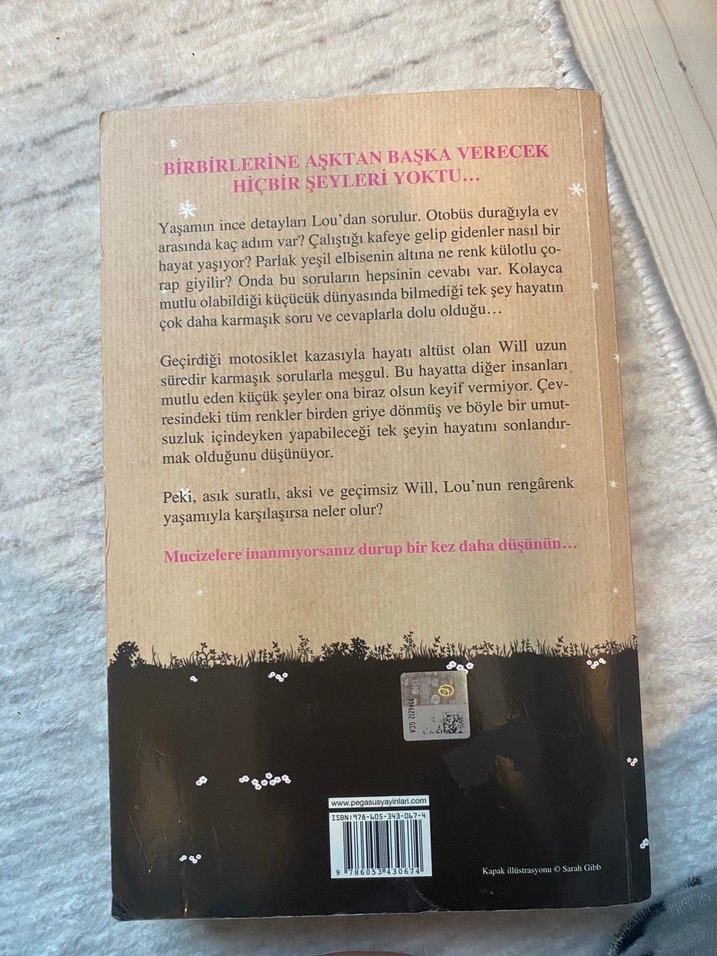 BİRBİRLERİNE AŞKTAN BAŞKA VERECEK
HİÇBİR ŞEYLERİ YOKTU…
Yaşamın ince detayları Lou'dan sorulur. Otobüs durağıyla ev
arasında kaç adım var? Çalıştığı kafeye gelip gidenler nasıl bir
hayat yaşıyor? Parlak yeşil elbisenin altına ne renk külotlu ço-
rap giyilir? Onda bu soruların hepsinin cevabı var. Kolayca
mutlu olabildiği küçücük dünyasında bilmediği tek şey hayatın
çok daha karmaşık soru ve cevaplarla dolu olduğu…
Geçirdiği motosiklet kazasıyla hayatı altüst olan Will uzun
süredir karmaşık sorularla meşgul. Bu hayatta diğer insanları
mutlu eden küçük şeyler ona biraz olsun keyif vermiyor. Çev-
resindeki tüm renkler birden griye dönmüş ve böyle bir umut-
suzluk içindeyken yapabileceği tek şeyin hayatını sonlandır-
mak olduğunu düşünüyor.
Peki, asık suratlı, aksi ve geçimsiz Will, Lou'nun rengârenk
yaşamıyla karşılaşırsa neler olur?
Mucizelere inanmıyorsanız durup bir kez daha düşünün…
www.pegasusyayinlari.com
ISBN:978-605-343-067-4
9 786053 430674
Kapak illüstrasyonu © Sarah Gibb